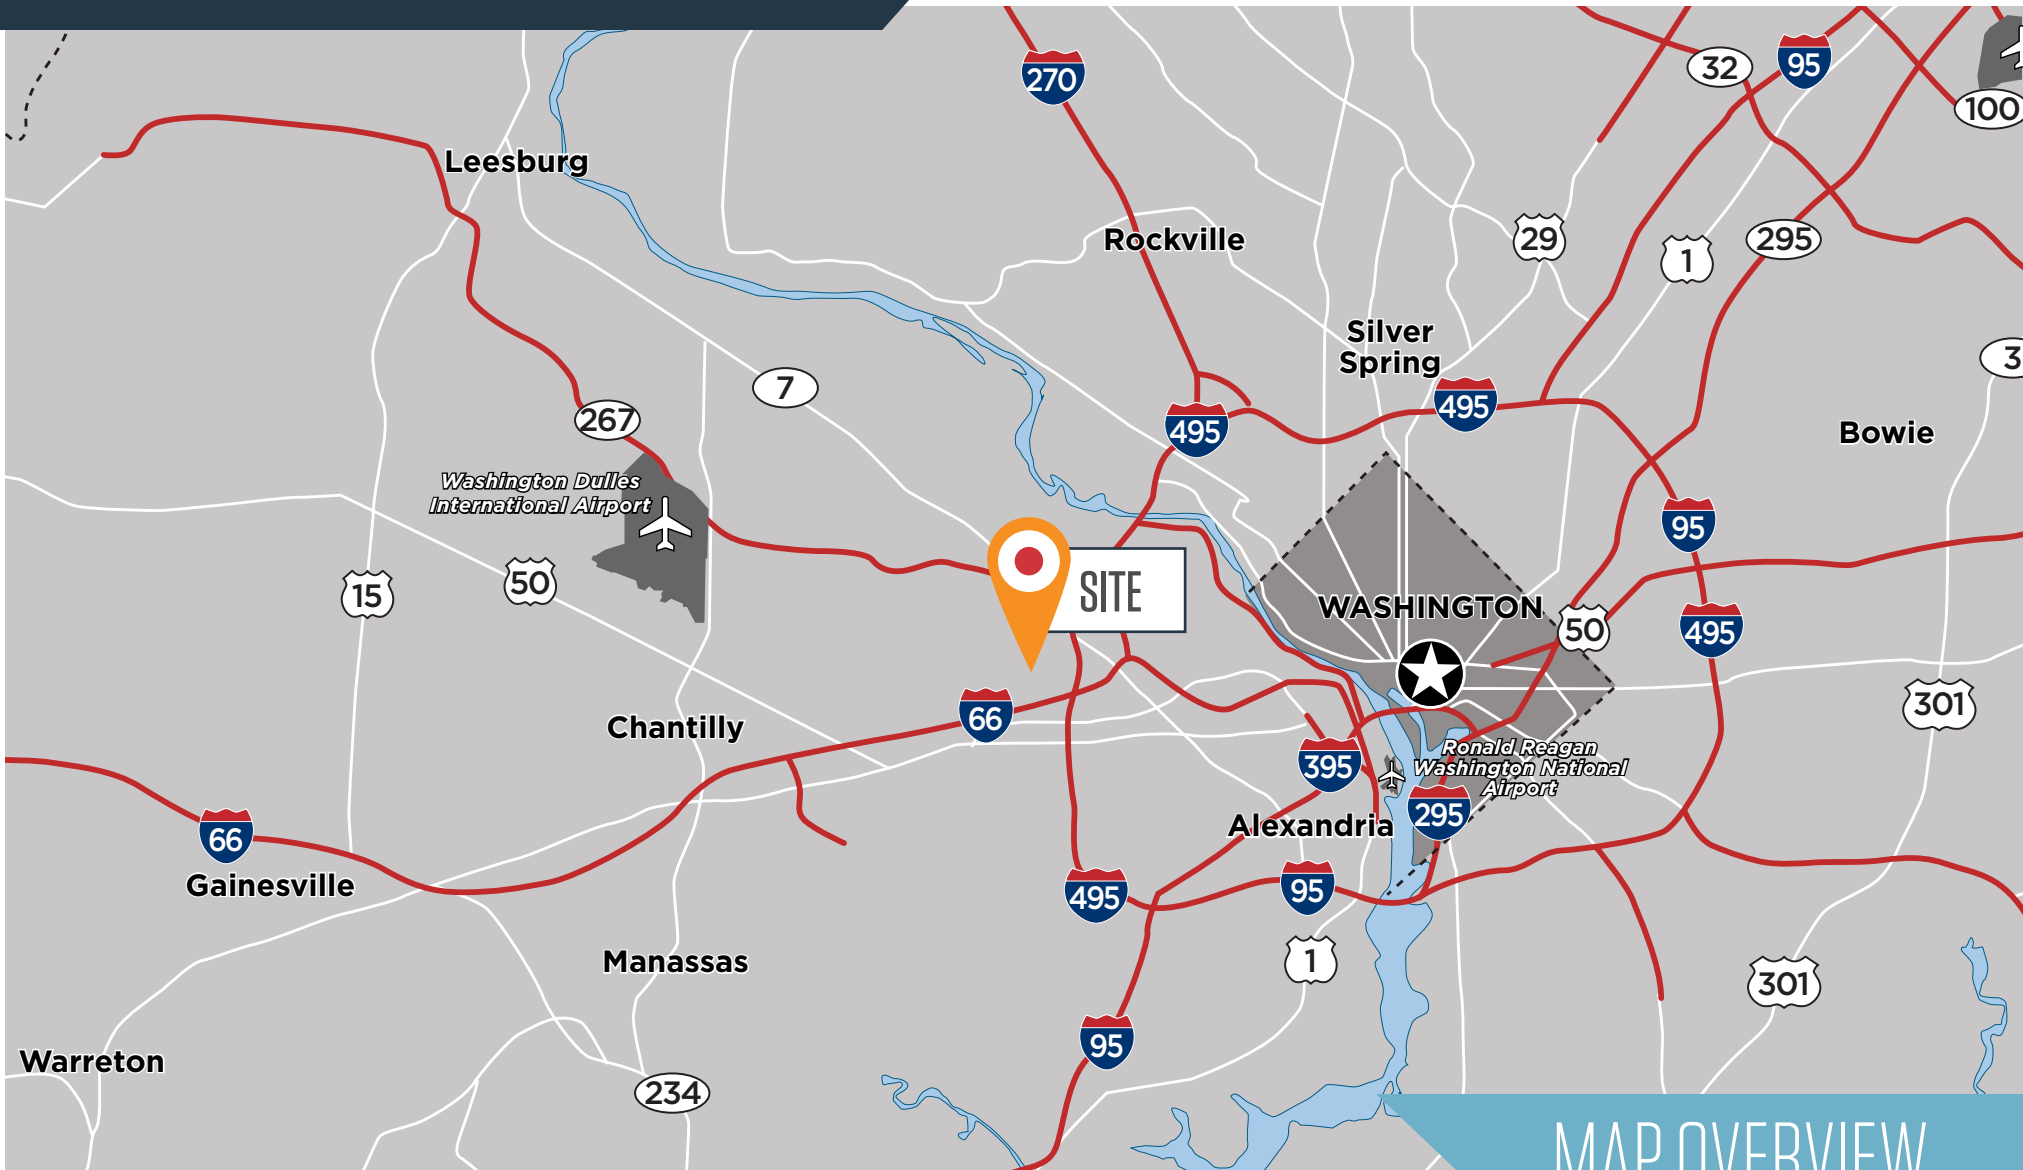 270
32
95
100
Leesburg
Rockville
29
1
295
Silver
Spring
3
7
267
495
495
Bowie
Washington Dulles
International Airport
95
15
50
SITE
WASHINGTON
50
495
66
Chantilly
301
395
Ronald Reagan
Washington National
Airport
295
66
Alexandria
Gainesville
495
95
Manassas
1
301
95
Warreton
234
MAP OVERVIEW